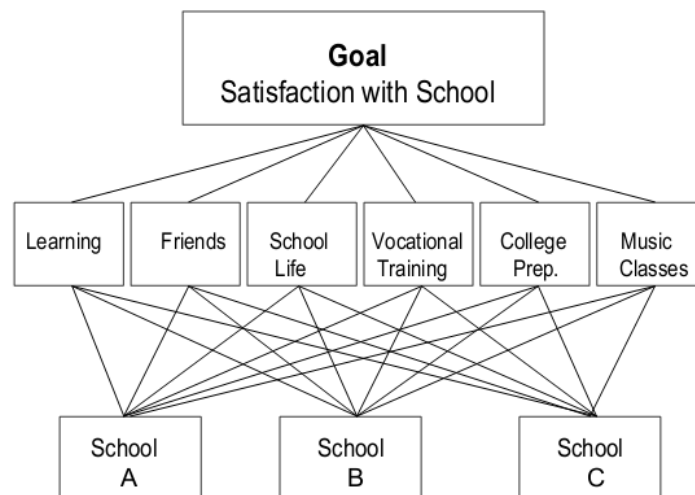 Goal
Satisfaction with School
Learning
Friends
School
Life
Vocational
Training
College
Prep.
Music
Classes
School
A
School
B
School
C